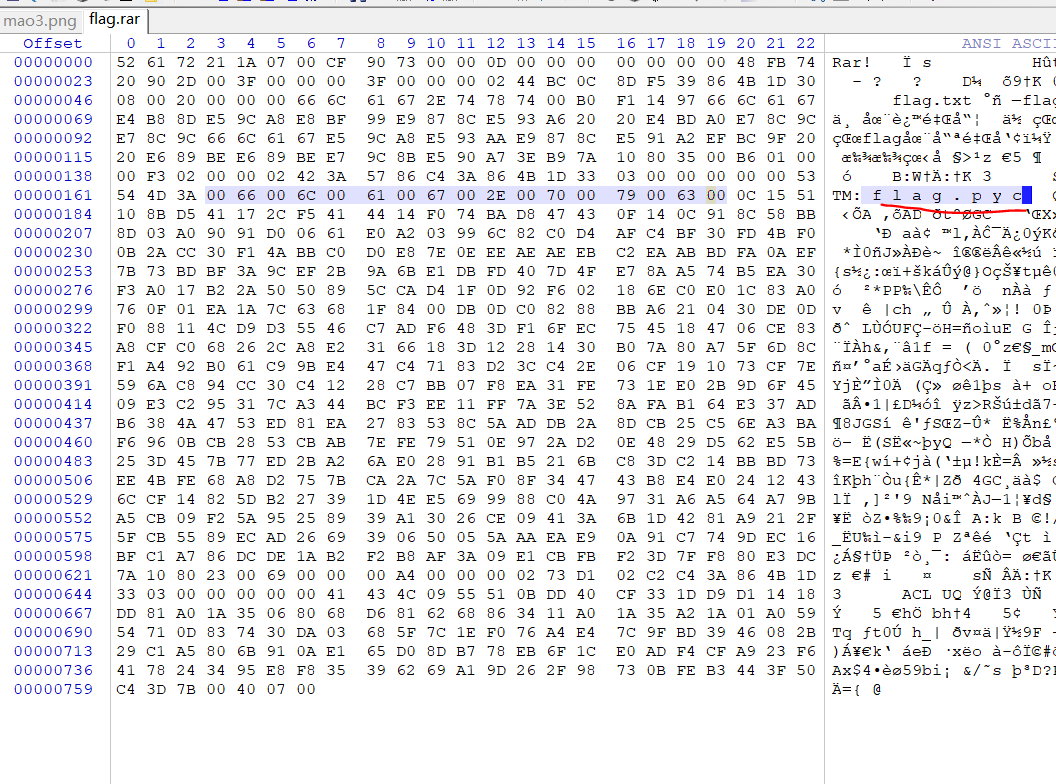 mao3.png flag.rar
Offset 0 1 2 3 4 5 6 7 8 9 10 11 12 13 14 15 16 17 18 19 20 21 22 ANSI ASCII
00000000 52 61 72 21 1A 07 00 CF 90 73 00 00 0D 00 00 00 00 00 00 00 48 FB 74 Rar! Ï s Hût
00000023 20 90 2D 00 3F 00 00 00 3F 00 00 00 02 44 BC 0C 8D F5 39 86 4B 1D 30 - ? ? D¼ õ9†K 0
00000046 08 00 20 00 00 00 66 6C 61 67 2E 74 78 74 00 B0 F1 14 97 66 6C 61 67 flag.txt °ñ —flag
00000069 E4 B8 8D E5 9C A8 E8 BF 99 E9 87 8C E5 93 A6 20 20 E4 BD A0 E7 8C 9C
00000092 E7 8C 9C 66 6C 61 67 E5 9C A8 E5 93 AA E9 87 8C E5 91 A2 EF BC 9F 20
00000115 20 E6 89 BE E6 89 BE E7 9C 8B E5 90 A7 3E B9 7A 10 80 35 00 B6 01 00
00000138 00 F3 02 00 00 02 42 3A 57 86 C4 3A 86 4B 1D 33 03 00 00 00 00 00 53
00000161 54 4D 3A 00 66 00 6C 00 61 00 67 00 2E 00 70 00 79 00 63 00 0C 15 51 TM: f l a g . p y c
00000184 10 8B D5 41 17 2C F5 41 44 14 F0 74 BA D8 47 43 0F 14 0C 91 8C 58 BB
00000207 8D 03 A0 90 91 D0 06 61 E0 A2 03 99 6C 82 C0 D4 AF C4 BF 30 FD 4B F0
00000230 0B 2A CC 30 F1 4A BB C0 D0 E8 7E 0E EE AE AE EB C2 EA AB BD FA 0A EF
00000253 7B 73 BD BF 3A 9C EF 2B 9A 6B E1 DB FD 40 7D 4F E7 8A A5 74 B5 EA 30
00000276 F3 A0 17 B2 2A 50 50 89 5C CA D4 1F 0D 92 F6 02 18 6E C0 E0 1C 83 A0
00000299 76 0F 01 EA 1A 7C 63 68 1F 84 00 DB 0D C0 82 88 BB A6 21 04 30 DE 0D
00000322 F0 88 11 4C D9 D3 55 46 C7 AD F6 48 3D F1 6F EC 75 45 18 47 06 CE 83
00000345 A8 CF C0 68 26 2C A8 E2 31 66 18 3D 12 28 14 30 B0 7A 80 A7 5F 6D 8C
00000368 F1 A4 92 B0 61 C9 9B E4 47 C4 71 83 D2 3C C4 2E 06 CF 19 10 73 CF 7E
00000391 59 6A C8 94 CC 30 C4 12 28 C7 BB 07 F8 EA 31 FE 73 1E E0 2B 9D 6F 45
00000414 09 E3 C2 95 31 7C A3 44 BC F3 EE 11 FF 7A 3E 52 8A FA B1 64 E3 37 AD
00000437 B6 38 4A 47 53 ED 81 EA 27 83 53 8C 5A AD DB 2A 8D CB 25 C5 6E A3 BA
00000460 F6 96 0B CB 28 53 CB AB 7E FE 79 51 0E 97 2A D2 0E 48 29 D5 62 E5 5B
00000483 25 3D 45 7B 77 ED 2B A2 6A E0 28 91 B1 B5 21 6B C8 3D C2 14 BB BD 73
00000506 EE 4B FE 68 A8 D2 75 7B CA 2A 7C 5A F0 8F 34 47 43 B8 E4 E0 24 12 43
00000529 6C CF 14 82 5D B2 27 39 1D 4E E5 69 99 88 C0 4A 97 31 A6 A5 64 A7 9B
00000552 A5 CB 09 F2 5A 95 25 89 39 A1 30 26 CE 09 41 3A 6B 1D 42 81 A9 21 2F
00000575 5F CB 55 89 EC AD 26 69 39 06 50 05 5A AA EA E9 0A 91 C7 74 9D EC 16
00000598 BF C1 A7 86 DC DE 1A B2 F2 B8 AF 3A 09 E1 CB FB F2 3D 7F F8 80 E3 DC
00000621 7A 10 80 23 00 69 00 00 00 A4 00 00 00 02 73 D1 02 C2 C4 3A 86 4B 1D
00000644 33 03 00 00 00 00 00 41 43 4C 09 55 51 0B DD 40 CF 33 1D D9 D1 14 18
00000667 DD 81 A0 1A 35 06 80 68 D6 81 62 68 86 34 11 A0 1A 35 A2 1A 01 A0 59
00000690 54 71 0D 83 74 30 DA 03 68 5F 7C 1E F0 76 A4 E4 7C 9F BD 39 46 08 2B
00000713 29 C1 A5 80 6B 91 0A E1 65 D0 8D B7 78 EB 6F 1C E0 AD F4 CF A9 23 F6
00000736 41 78 24 34 95 E8 F8 35 39 62 69 A1 9D 26 2F 98 73 0B FE B3 44 3F 50
00000759 C4 3D 7B 00 40 07 00 Ä={ @